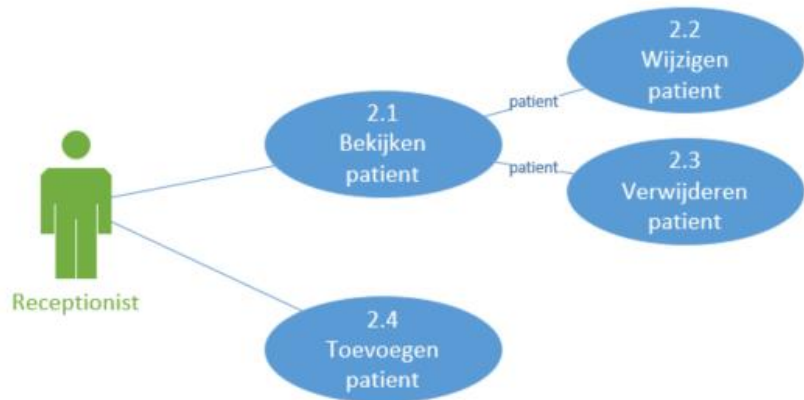 2.2
Wijzigen
patient
patient
2.1
Bekijken
patient
patient
2.3
Verwijderen
patient
Receptionist
2.4
Toevoegen
patient